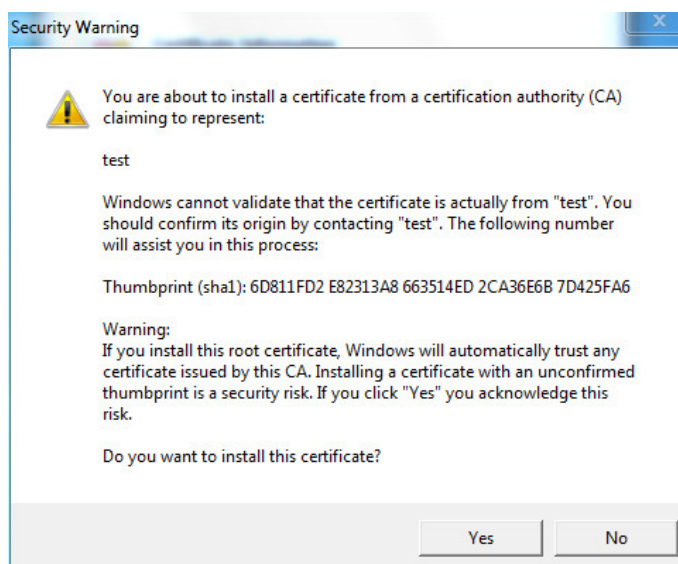 Security Warning
You are about to install a certificate from a certification authority (CA)
claiming to represent:
test
Windows cannot validate that the certificate is actually from "test". You
should confirm its origin by contacting "test". The following number
will assist you in this process:
Thumbprint (sha1): 6D811FD2 E82313A8 663514ED 2CA36E6B 7D425FA6
Warning:
If you install this root certificate, Windows will automatically trust any
certificate issued by this CA. Installing a certificate with an unconfirmed
thumbprint is a security risk. If you click "Yes" you acknowledge this
risk.
Do you want to install this certificate?
Yes
No